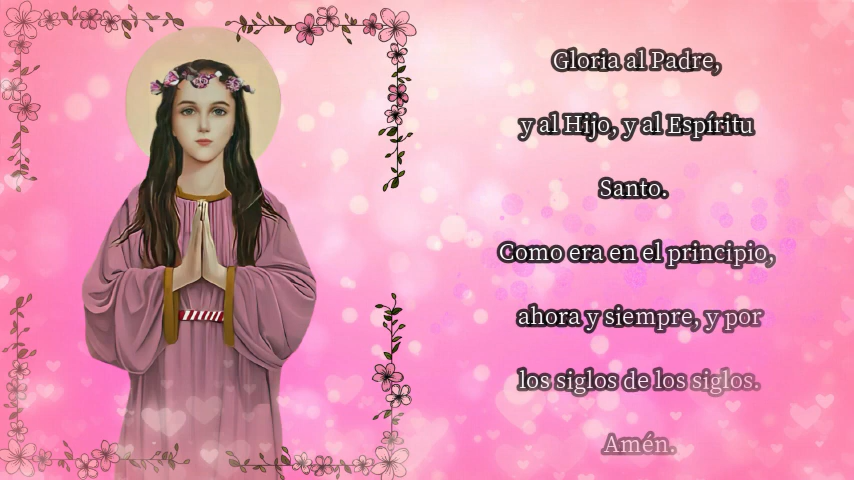 Gloria al Padre,
y al Hijo, y al Espíritu
Santo.
Como era en el principio,
ahora y siempre, y por
los siglos de los siglos.
Amén.